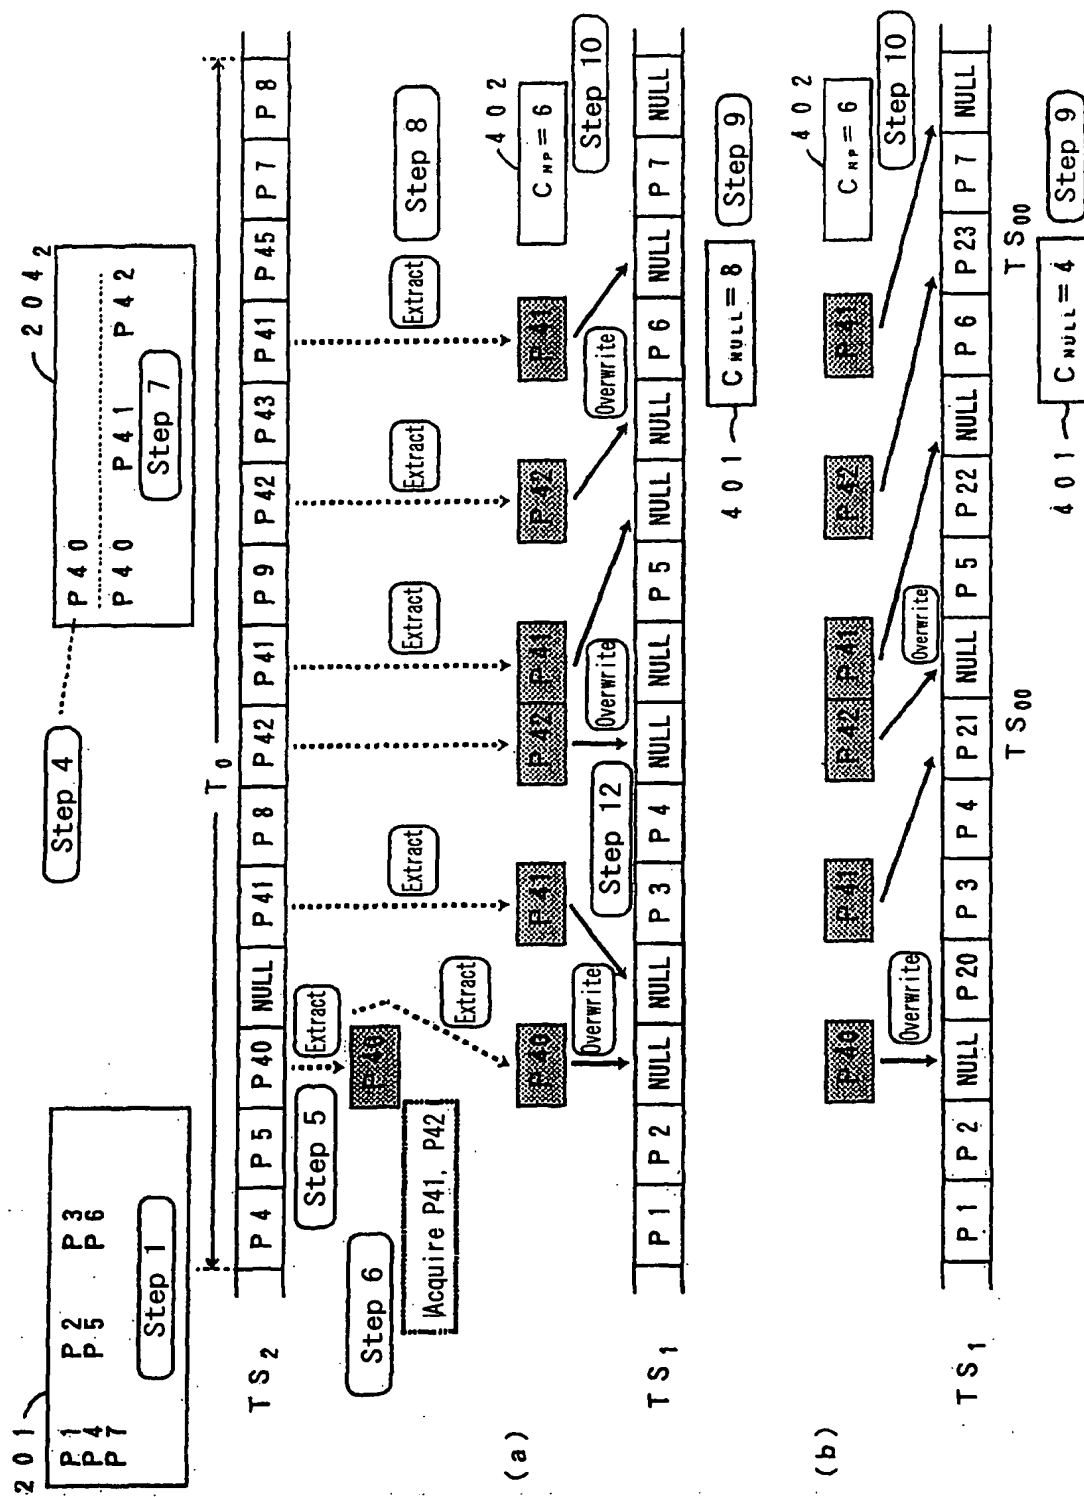 201
P1 P2 P3
P4 P5 P6
P7
Step 1
Step 4
204₂
P40
P40 P41 P42
Step 7
T₀
TS₂ P4 P5 P40 NULL P41 P8 P42 P41 P9 P42 P43 P41 P45 P7 P8
Step 5 Extract
P40
Step 6
Acquire P41, P42
Extract Extract Extract Extract Extract Step 8
(a)
P40 P41 P42 P41 P42 P41
402
C_NP=6
Overwrite Step 12 Overwrite Overwrite Step 10
TS₁ P1 P2 NULL NULL P3 P4 NULL NULL P5 NULL NULL P6 NULL P7 NULL
401 C_NULL=8 Step 9
(b)
P40 P41 P42 P41 P42 P41
402
C_NP=6
Overwrite Overwrite Step 10
TS₁ P1 P2 NULL P20 P3 P4 P21 NULL P5 P22 NULL P6 P23 P7 NULL
TS₀₀ TS₀₀
401 C_NULL=4 Step 9